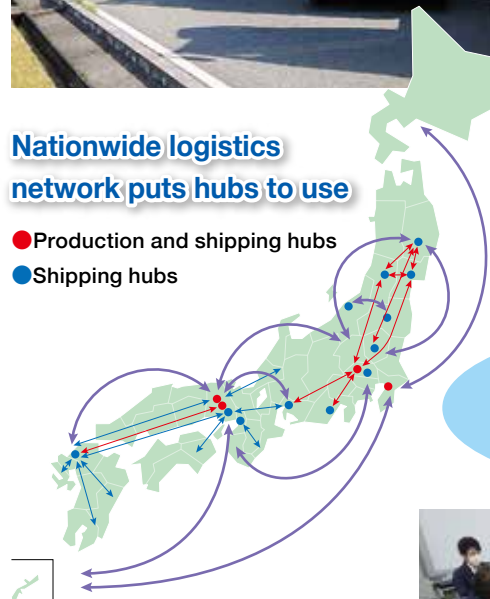 Nationwide logistics
network puts hubs to use
Production and shipping hubs
Shipping hubs